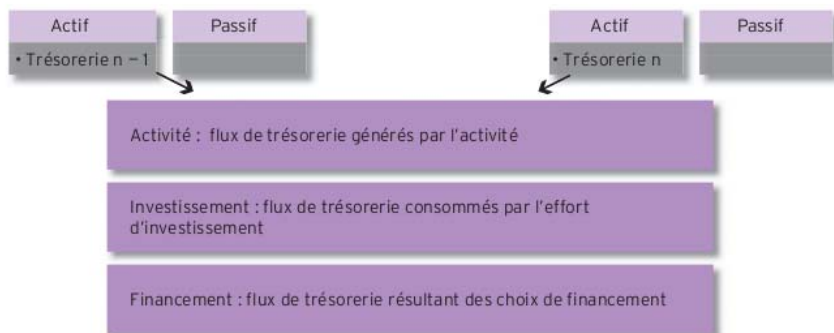 Actif
Passif
Actif
Passif
• Trésorerie n – 1
• Trésorerie n
Activité : flux de trésorerie générés par l'activité
Investissement : flux de trésorerie consommés par l'effort
d'investissement
Financement : flux de trésorerie résultant des choix de financement